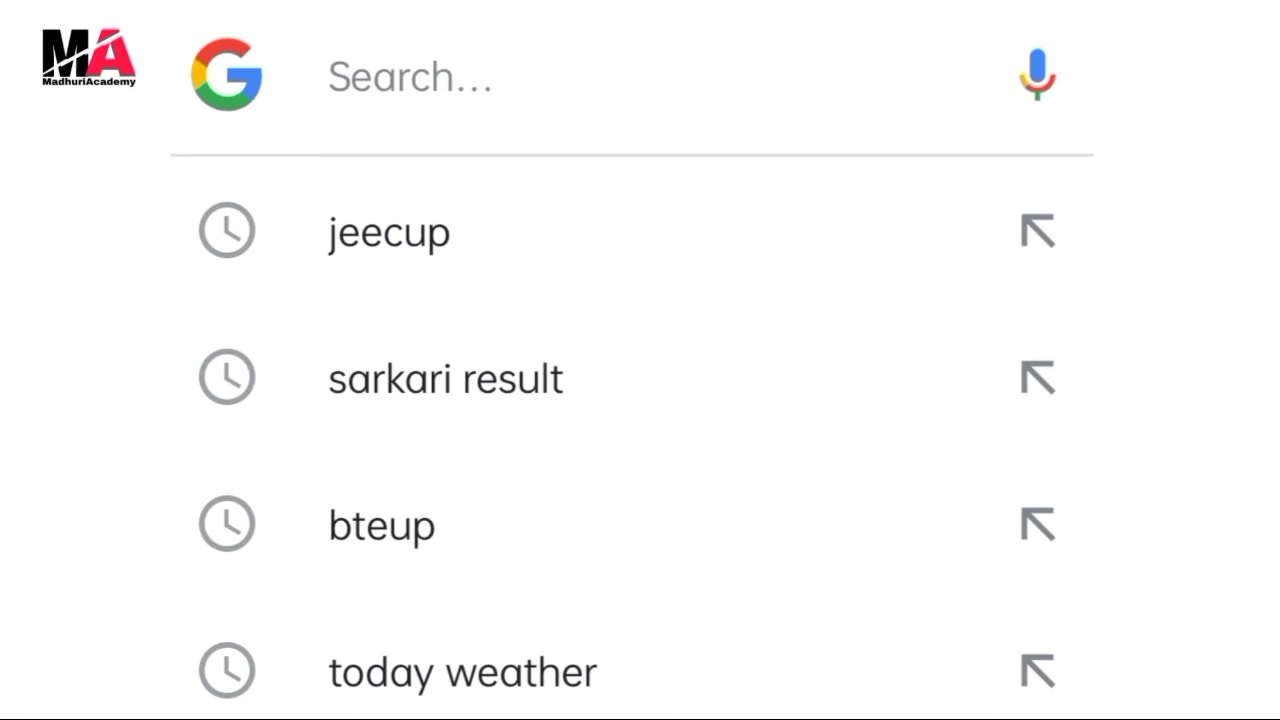 MA
MadhuriAcademy
Search...
jeecup
sarkari result
bteup
today weather